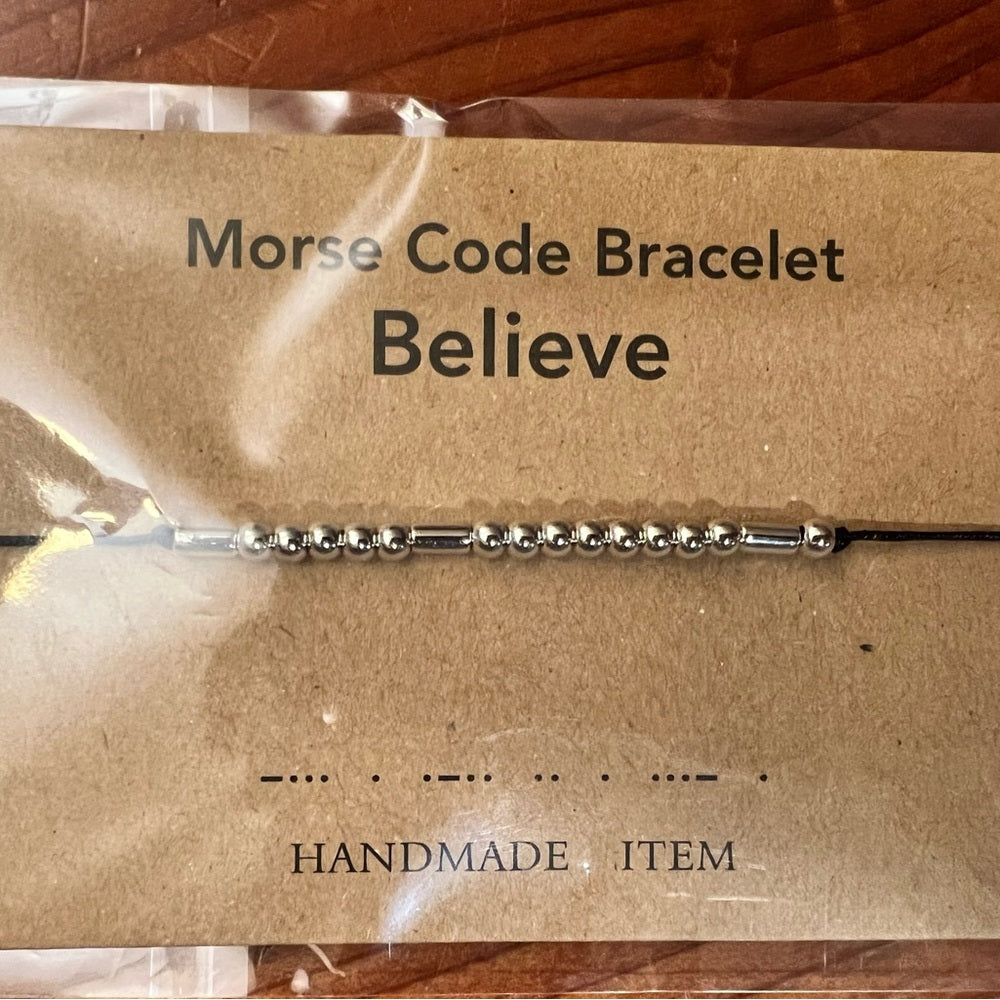 Morse Code Bracelet
Believe
–··· · ·–·· ·· · ···– ·
HANDMADE ITEM